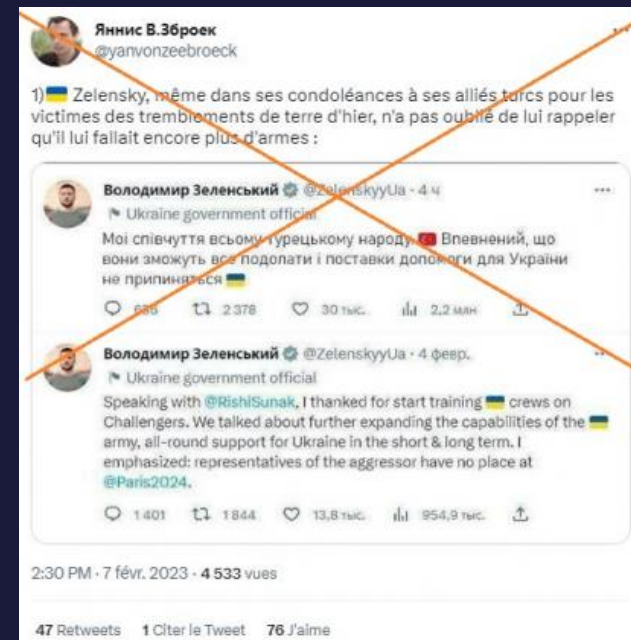 Яннис В.Зброек
@yanvonzeebroeck
1) Zelensky, même dans ses condoléances à ses alliés turcs pour les
victimes des tremblements de terre d'hier, n'a pas oublié de lui rappeler
qu'il lui fallait encore plus d'armes :
Володимир Зеленський @ZelenskyyUa · 4 ч
Ukraine government official
Мої співчуття всьому турецькому народу. Впевнений, що
вони зможуть все подолати і поставки допомоги для України
не припиняться
635 2 378 30 тыс. 2,2 млн
Володимир Зеленський @ZelenskyyUa · 4 февр.
Ukraine government official
Speaking with @RishiSunak, I thanked for start training crews on
Challengers. We talked about further expanding the capabilities of the
army, all-round support for Ukraine in the short & long term. I
emphasized: representatives of the aggressor have no place at
@Paris2024.
1 401 1 844 13,8 тыс. 954,9 тыс.
2:30 PM · 7 févr. 2023 · 4 533 vues
47 Retweets 1 Citer le Tweet 76 J'aime